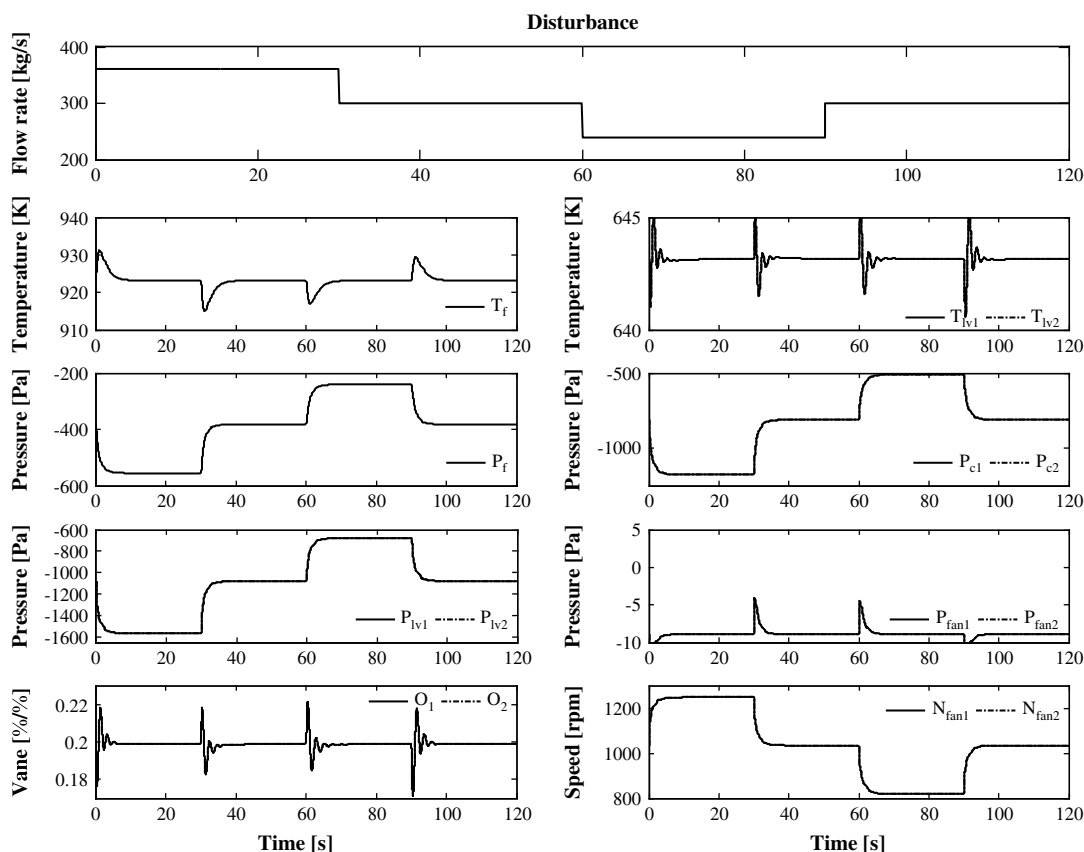 Disturbance
Flow rate [kg/s]
400
300
200
0 20 40 60 80 100 120
Temperature [K]
940
930
920
910
T_f
0 20 40 60 80 100 120
Temperature [K]
645
640
T_lv1 T_lv2
0 20 40 60 80 100 120
Pressure [Pa]
-200
-400
-600
P_f
0 20 40 60 80 100 120
Pressure [Pa]
-500
-1000
P_c1 P_c2
0 20 40 60 80 100 120
Pressure [Pa]
-600
-800
-1000
-1200
-1400
-1600
P_lv1 P_lv2
0 20 40 60 80 100 120
Pressure [Pa]
5
0
-5
-10
P_fan1 P_fan2
0 20 40 60 80 100 120
Vane [%/%]
0.22
0.2
0.18
O_1 O_2
0 20 40 60 80 100 120
Time [s]
Speed [rpm]
1200
1000
800
N_fan1 N_fan2
0 20 40 60 80 100 120
Time [s]